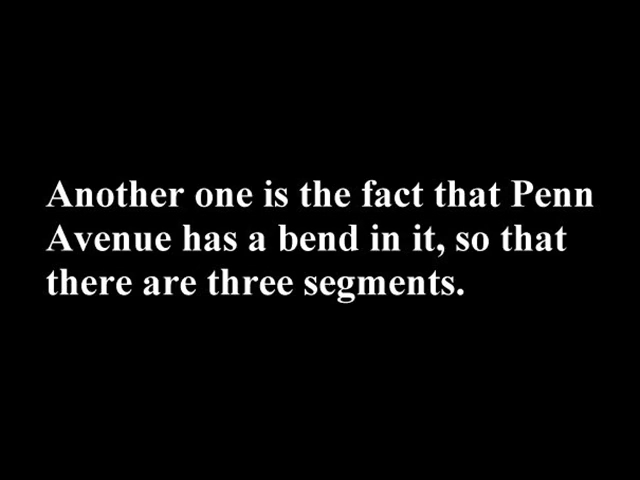 Another one is the fact that Penn
Avenue has a bend in it, so that
there are three segments.